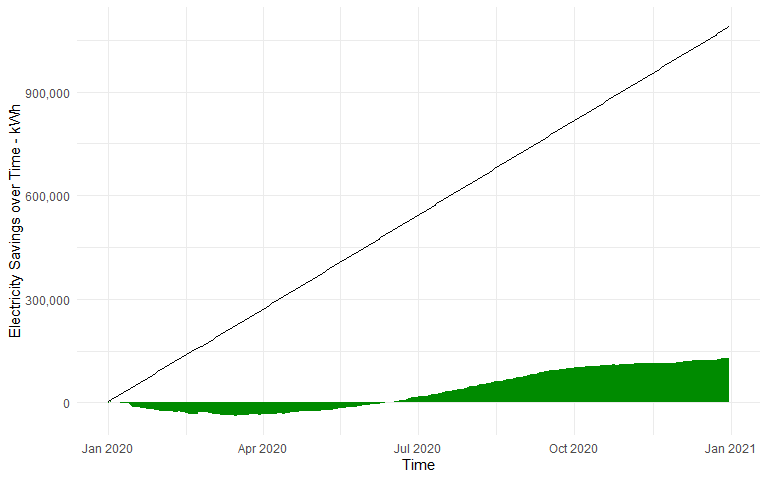 Electricity Savings over Time - kWh
900,000
600,000
300,000
0
Jan 2020
Apr 2020
Jul 2020
Oct 2020
Jan 2021
Time